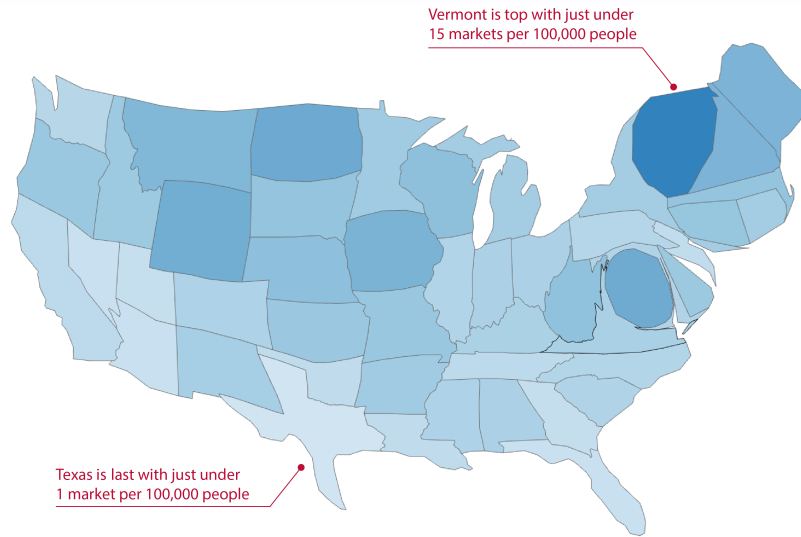 Vermont is top with just under
15 markets per 100,000 people
Texas is last with just under
1 market per 100,000 people